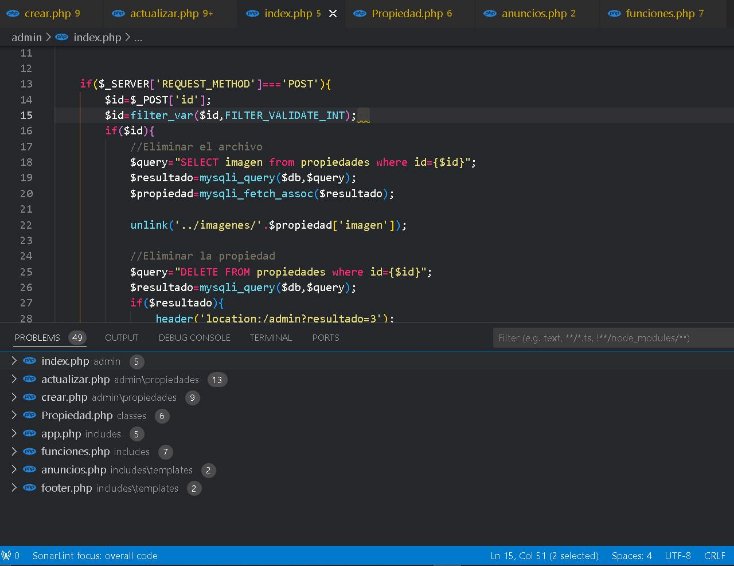 crear.php 9 actualizar.php 9+ index.php 5 Propiedad.php 6 anuncios.php 2 funciones.php 7
admin > index.php > ...
11
12
13 if($_SERVER['REQUEST_METHOD']==='POST'){
14 $id=$_POST['id'];
15 $id=filter_var($id,FILTER_VALIDATE_INT);
16 if($id){
17 //Eliminar el archivo
18 $query="SELECT imagen from propiedades where id={$id}";
19 $resultado=mysqli_query($db,$query);
20 $propiedad=mysqli_fetch_assoc($resultado);
21
22 unlink('../imagenes/'.$propiedad['imagen']);
23
24 //Eliminar la propiedad
25 $query="DELETE FROM propiedades where id={$id}";
26 $resultado=mysqli_query($db,$query);
27 if($resultado){
28 header('location:/admin?resultado=3');
PROBLEMS 49 OUTPUT DEBUG CONSOLE TERMINAL PORTS Filter (e.g. text, **/*.ts, !**/node_modules/**)
index.php admin 5
actualizar.php admin\propiedades 13
crear.php admin\propiedades 9
Propiedad.php classes 6
app.php includes 5
funciones.php includes 7
anuncios.php includes\templates 2
footer.php includes\templates 2
0 SonarLint focus: overall code Ln 15, Col 51 (2 selected) Spaces: 4 UTF-8 CRLF